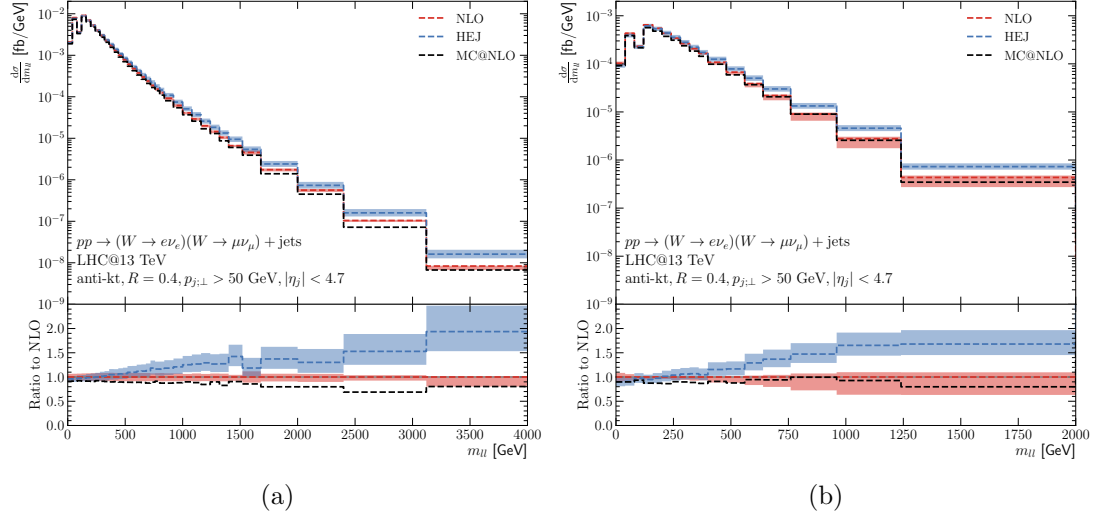 dσ/dm_ll [fb/GeV]
10⁻²
10⁻³
10⁻⁴
10⁻⁵
10⁻⁶
10⁻⁷
10⁻⁸
10⁻⁹
NLO
HEJ
MC@NLO
pp → (W → eν_e)(W → μν_μ) + jets
LHC@13 TeV
anti-kt, R = 0.4, p_j;⊥ > 50 GeV, |η_j| < 4.7
Ratio to NLO
2.0
1.5
1.0
0.5
0.0
0 500 1000 1500 2000 2500 3000 3500 4000
m_ll [GeV]
(a)
dσ/dm_ll [fb/GeV]
10⁻²
10⁻³
10⁻⁴
10⁻⁵
10⁻⁶
10⁻⁷
10⁻⁸
10⁻⁹
NLO
HEJ
MC@NLO
pp → (W → eν_e)(W → μν_μ) + jets
LHC@13 TeV
anti-kt, R = 0.4, p_j;⊥ > 50 GeV, |η_j| < 4.7
Ratio to NLO
2.0
1.5
1.0
0.5
0.0
0 250 500 750 1000 1250 1500 1750 2000
m_ll [GeV]
(b)